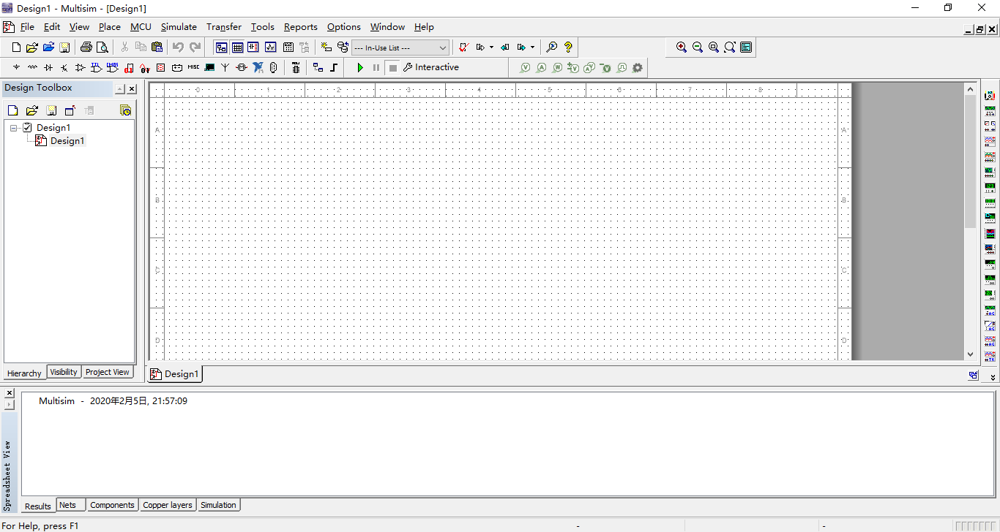 Design1 - Multisim - [Design1]
File Edit View Place MCU Simulate Transfer Tools Reports Options Window Help
--- In-Use List ---
MISC
Interactive
V A W V A V
Design Toolbox
0 1 2 3 4 5 6 7 8
A A
Design1
Design1
B B
C C
D D
Hierarchy Visibility Project View
Design1
Multisim - 2020年2月5日, 21:57:09
Spreadsheet View
Results Nets Components Copper layers Simulation
For Help, press F1
- -